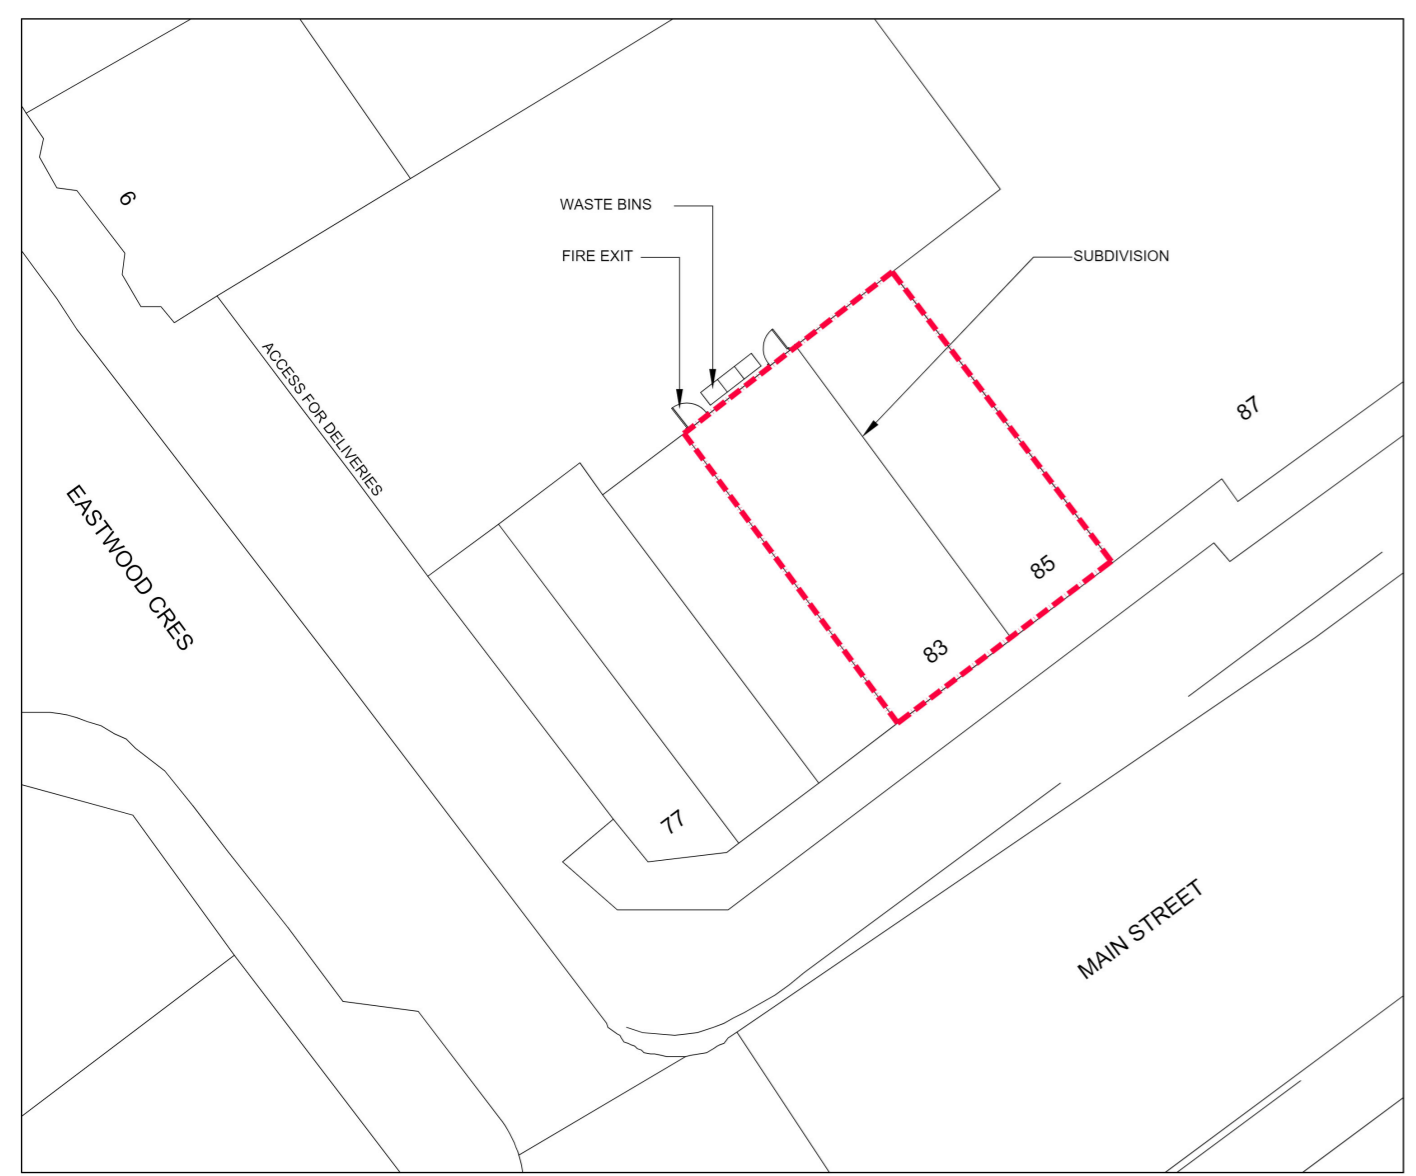 6
WASTE BINS
FIRE EXIT
SUBDIVISION
ACCESS FOR DELIVERIES
87
EASTWOOD CRES
85
83
77
MAIN STREET